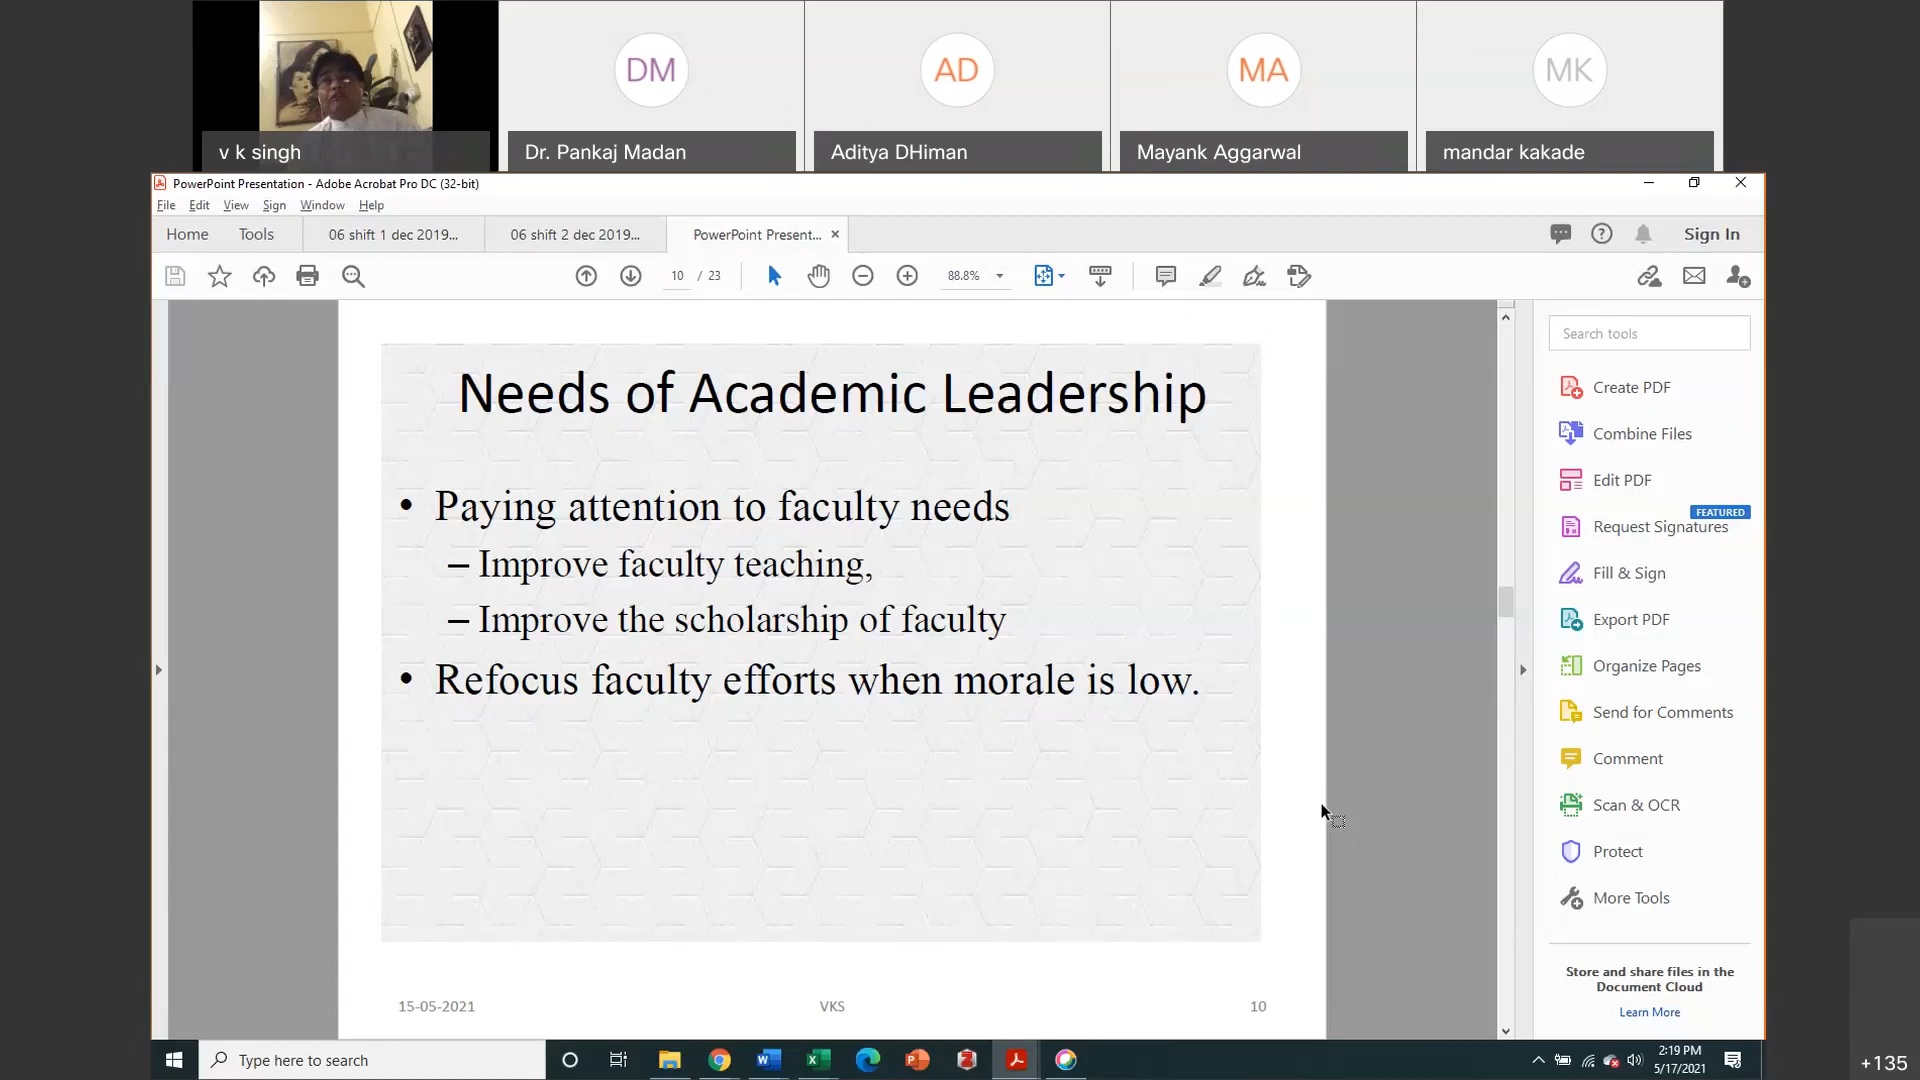 DM
AD
MA
MK
v k singh
Dr. Pankaj Madan
Aditya DHiman
Mayank Aggarwal
mandar kakade
PowerPoint Presentation - Adobe Acrobat Pro DC (32-bit)
File Edit View Sign Window Help
Home Tools 06 shift 1 dec 2019... 06 shift 2 dec 2019... PowerPoint Present... × Sign In
10 / 23 88.8%
Needs of Academic Leadership
• Paying attention to faculty needs
– Improve faculty teaching,
– Improve the scholarship of faculty
• Refocus faculty efforts when morale is low.
15-05-2021 VKS 10
Search tools
Create PDF
Combine Files
Edit PDF
FEATURED
Request Signatures
Fill & Sign
Export PDF
Organize Pages
Send for Comments
Comment
Scan & OCR
Protect
More Tools
Store and share files in the
Document Cloud
Learn More
Type here to search
2:19 PM
5/17/2021
+135